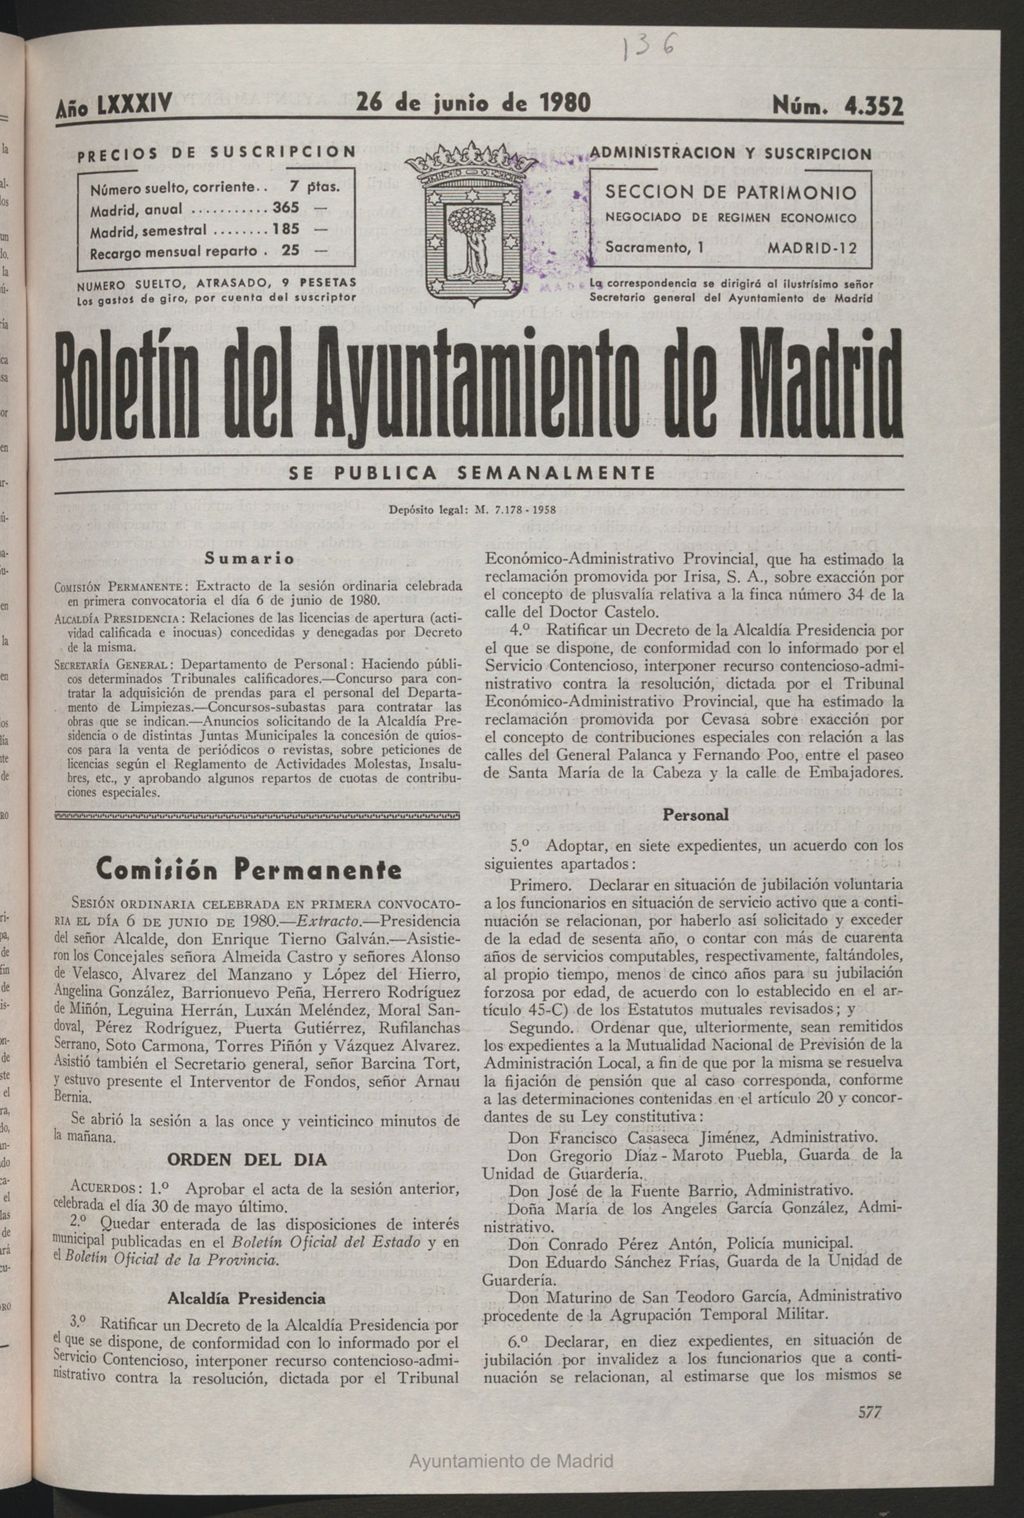 136
Año LXXXIV 26 de junio de 1980 Núm. 4.352
PRECIOS DE SUSCRIPCION
Número suelto, corriente.. 7 ptas.
Madrid, anual ........... 365 —
Madrid, semestral ........ 185 —
Recargo mensual reparto . 25 —
NUMERO SUELTO, ATRASADO, 9 PESETAS
Los gastos de giro, por cuenta del suscriptor
ADMINISTRACION Y SUSCRIPCION
SECCION DE PATRIMONIO
NEGOCIADO DE REGIMEN ECONOMICO
Sacramento, 1 MADRID-12
La correspondencia se dirigirá al ilustrísimo señor
Secretario general del Ayuntamiento de Madrid
Boletín del Ayuntamiento de Madrid
SE PUBLICA SEMANALMENTE
Depósito legal: M. 7.178 - 1958
Sumario
COMISIÓN PERMANENTE: Extracto de la sesión ordinaria celebrada
en primera convocatoria el día 6 de junio de 1980.
ALCALDÍA PRESIDENCIA: Relaciones de las licencias de apertura (acti-
vidad calificada e inocuas) concedidas y denegadas por Decreto
de la misma.
SECRETARÍA GENERAL: Departamento de Personal: Haciendo públi-
cos determinados Tribunales calificadores.—Concurso para con-
tratar la adquisición de prendas para el personal del Departa-
mento de Limpiezas.—Concursos-subastas para contratar las
obras que se indican.—Anuncios solicitando de la Alcaldía Pre-
sidencia o de distintas Juntas Municipales la concesión de quios-
cos para la venta de periódicos o revistas, sobre peticiones de
licencias según el Reglamento de Actividades Molestas, Insalu-
bres, etc., y aprobando algunos repartos de cuotas de contribu-
ciones especiales.
Comisión Permanente
SESIÓN ORDINARIA CELEBRADA EN PRIMERA CONVOCATO-
RIA EL DÍA 6 DE JUNIO DE 1980.—Extracto.—Presidencia
del señor Alcalde, don Enrique Tierno Galván.—Asistie-
ron los Concejales señora Almeida Castro y señores Alonso
de Velasco, Alvarez del Manzano y López del Hierro,
Angelina González, Barrionuevo Peña, Herrero Rodríguez
de Miñón, Leguina Herrán, Luxán Meléndez, Moral San-
doval, Pérez Rodríguez, Puerta Gutiérrez, Rufilanchas
Serrano, Soto Carmona, Torres Piñón y Vázquez Alvarez.
Asistió también el Secretario general, señor Barcina Tort,
y estuvo presente el Interventor de Fondos, señor Arnau
Bernia.
Se abrió la sesión a las once y veinticinco minutos de
la mañana.
ORDEN DEL DIA
ACUERDOS: 1.º Aprobar el acta de la sesión anterior,
celebrada el día 30 de mayo último.
2.º Quedar enterada de las disposiciones de interés
municipal publicadas en el Boletín Oficial del Estado y en
el Boletín Oficial de la Provincia.
Alcaldía Presidencia
3.º Ratificar un Decreto de la Alcaldía Presidencia por
el que se dispone, de conformidad con lo informado por el
Servicio Contencioso, interponer recurso contencioso-admi-
nistrativo contra la resolución, dictada por el Tribunal
Económico-Administrativo Provincial, que ha estimado la
reclamación promovida por Irisa, S. A., sobre exacción por
el concepto de plusvalía relativa a la finca número 34 de la
calle del Doctor Castelo.
4.º Ratificar un Decreto de la Alcaldía Presidencia por
el que se dispone, de conformidad con lo informado por el
Servicio Contencioso, interponer recurso contencioso-admi-
nistrativo contra la resolución, dictada por el Tribunal
Económico-Administrativo Provincial, que ha estimado la
reclamación promovida por Cevasa sobre exacción por
el concepto de contribuciones especiales con relación a las
calles del General Palanca y Fernando Poo, entre el paseo
de Santa María de la Cabeza y la calle de Embajadores.
Personal
5.º Adoptar, en siete expedientes, un acuerdo con los
siguientes apartados:
Primero. Declarar en situación de jubilación voluntaria
a los funcionarios en situación de servicio activo que a conti-
nuación se relacionan, por haberlo así solicitado y exceder
de la edad de sesenta año, o contar con más de cuarenta
años de servicios computables, respectivamente, faltándoles,
al propio tiempo, menos de cinco años para su jubilación
forzosa por edad, de acuerdo con lo establecido en el ar-
tículo 45-C) de los Estatutos mutuales revisados; y
Segundo. Ordenar que, ulteriormente, sean remitidos
los expedientes a la Mutualidad Nacional de Previsión de la
Administración Local, a fin de que por la misma se resuelva
la fijación de pensión que al caso corresponda, conforme
a las determinaciones contenidas en el artículo 20 y concor-
dantes de su Ley constitutiva:
Don Francisco Casaseca Jiménez, Administrativo.
Don Gregorio Díaz - Maroto Puebla, Guarda de la
Unidad de Guardería.
Don José de la Fuente Barrio, Administrativo.
Doña María de los Angeles García González, Admi-
nistrativo.
Don Conrado Pérez Antón, Policía municipal.
Don Eduardo Sánchez Frías, Guarda de la Unidad de
Guardería.
Don Maturino de San Teodoro García, Administrativo
procedente de la Agrupación Temporal Militar.
6.º Declarar, en diez expedientes, en situación de
jubilación por invalidez a los funcionarios que a conti-
nuación se relacionan, al estimarse que los mismos se
577
Ayuntamiento de Madrid